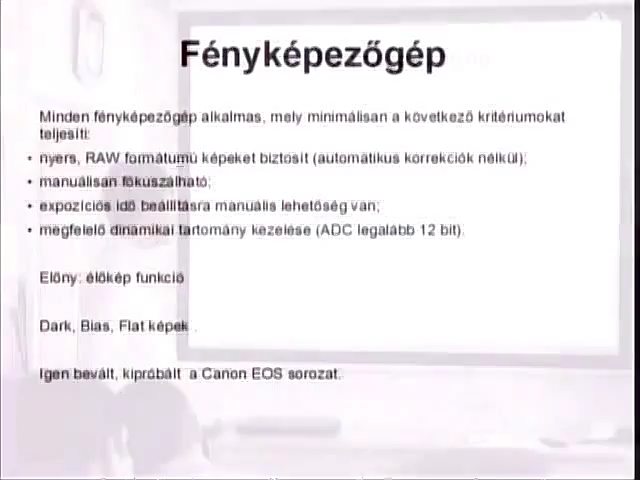 Fényképezőgép
Minden fényképezőgép alkalmas, mely minimálisan a következő kritériumokat
teljesíti:
• nyers, RAW formátumú képeket biztosít (automatikus korrekciók nélkül);
• manuálisan fókuszálható;
• expozíciós idő beállításra manuális lehetőség van;
• megfelelő dinamikai tartomány kezelése (ADC legalább 12 bit).
Előny: élőkép funkció
Dark, Bias, Flat képek .
Igen bevált, kipróbált a Canon EOS sorozat.